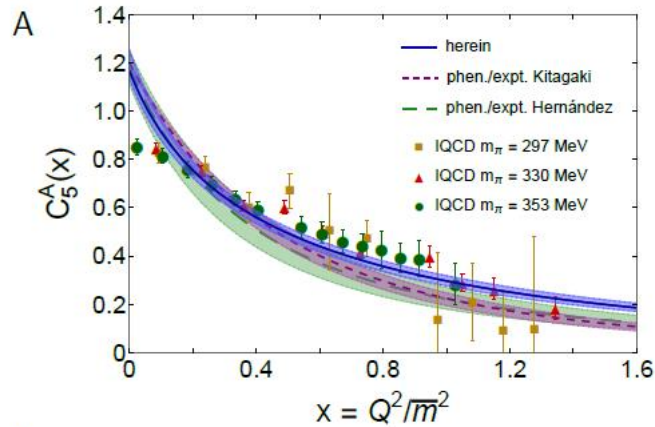 A
1.4
1.2
1.0
0.8
0.6
0.4
0.2
0
C₅ᴬ(x)
herein
phen./expt. Kitagaki
phen./expt. Hernández
lQCD mπ = 297 MeV
lQCD mπ = 330 MeV
lQCD mπ = 353 MeV
0 0.4 0.8 1.2 1.6
x = Q²/m̅²